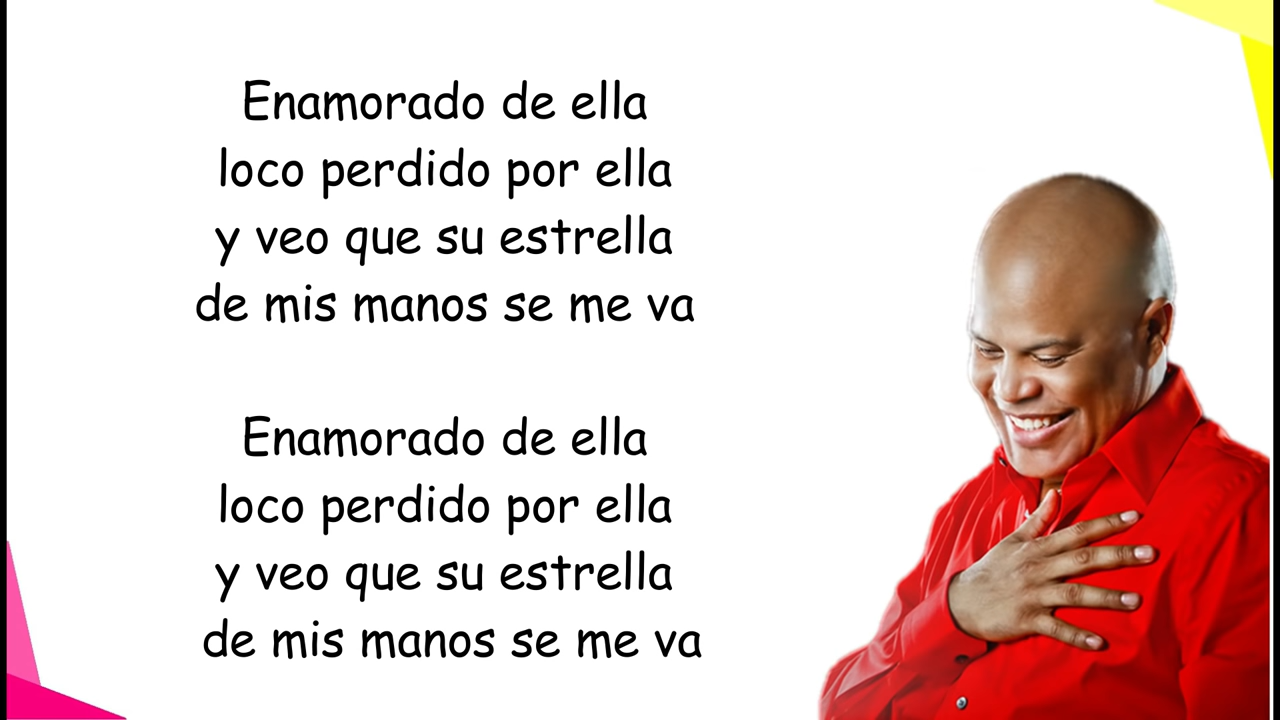 Enamorado de ella
loco perdido por ella
y veo que su estrella
de mis manos se me va
Enamorado de ella
loco perdido por ella
y veo que su estrella
de mis manos se me va